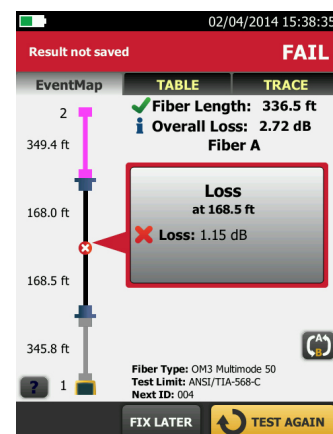 02/04/2014 15:38:35
Result not saved
FAIL
EventMap
TABLE
TRACE
2
Fiber Length: 336.5 ft
i Overall Loss: 2.72 dB
Fiber A
349.4 ft
Loss
at 168.5 ft
Loss: 1.15 dB
168.0 ft
168.5 ft
345.8 ft
A
B
? 1
Fiber Type: OM3 Multimode 50
Test Limit: ANSI/TIA-568-C
Next ID: 004
FIX LATER
TEST AGAIN